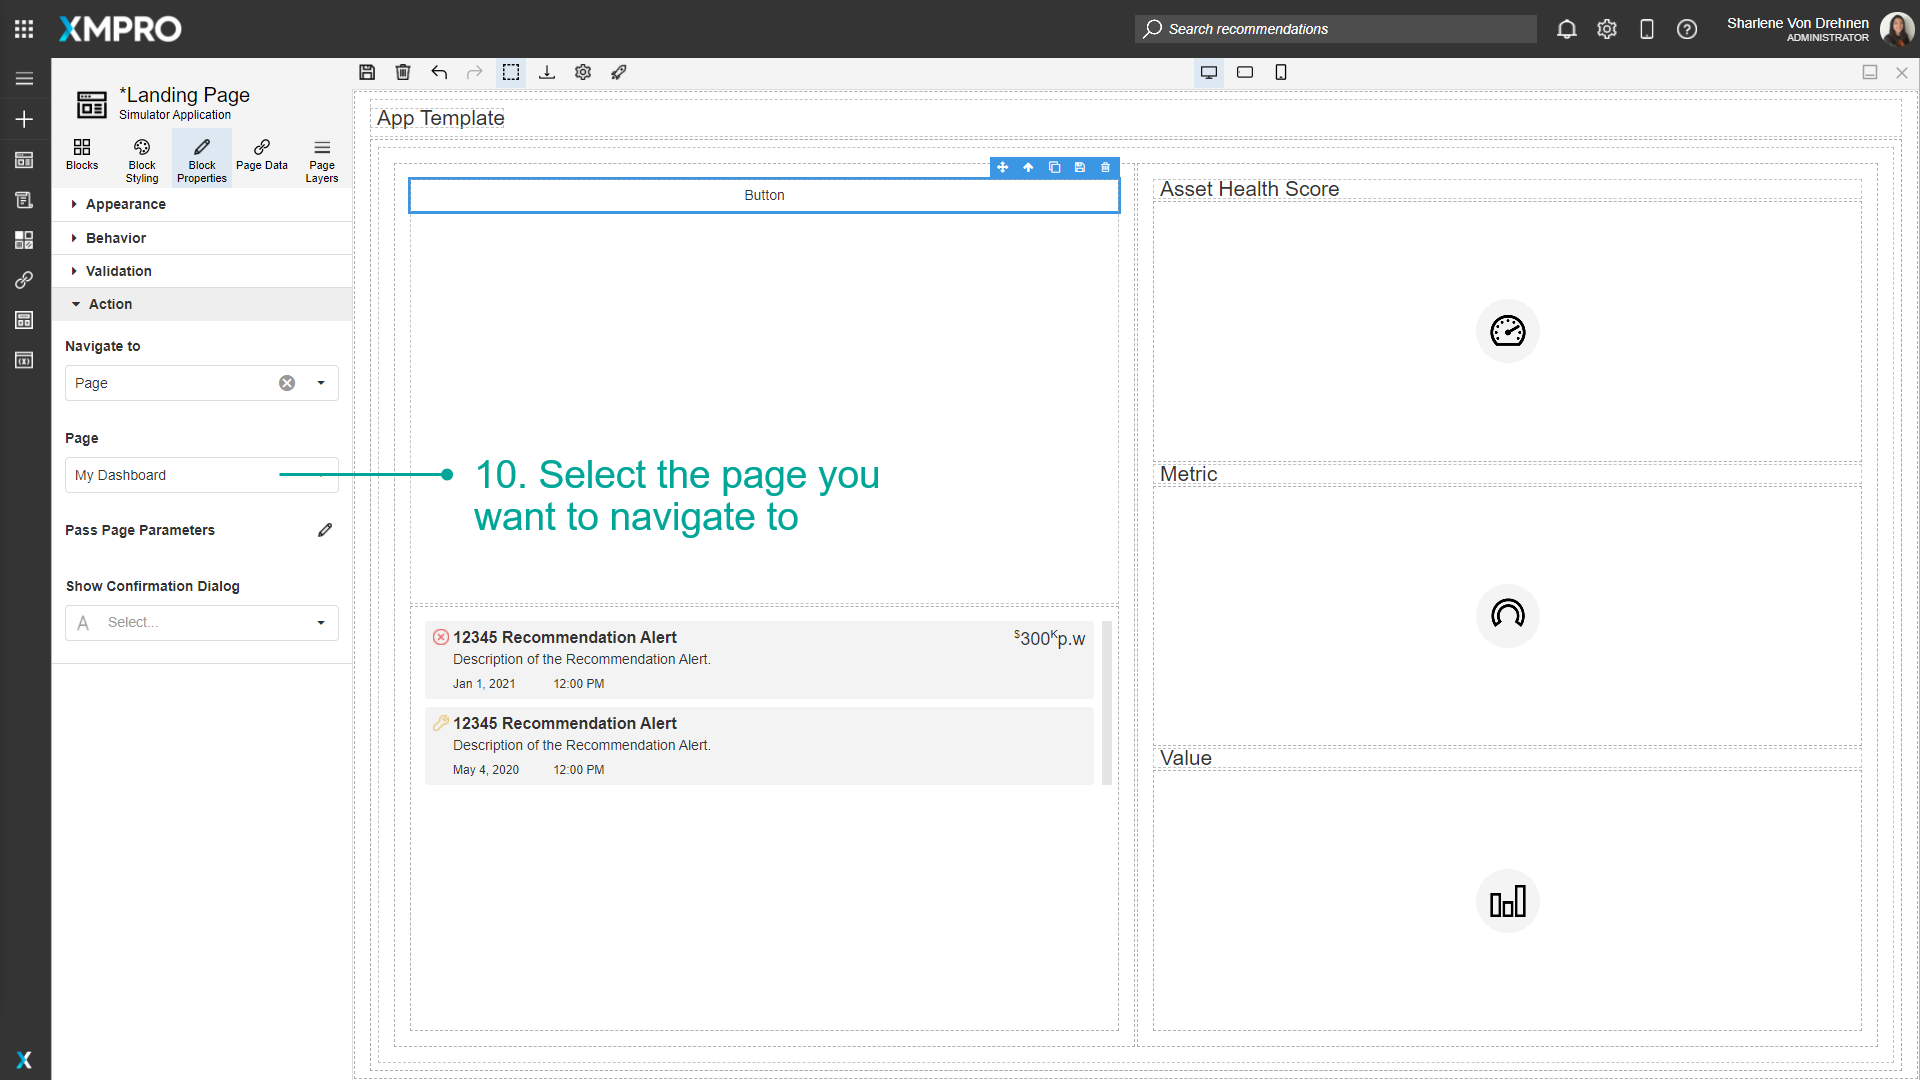 XMPRO
Search recommendations
Sharlene Von Drehnen
ADMINISTRATOR
*Landing Page
Simulator Application
Blocks
Block Styling
Block Properties
Page Data
Page Layers
Appearance
Behavior
Validation
Action
Navigate to
Page
Page
My Dashboard
Pass Page Parameters
Show Confirmation Dialog
A Select...
App Template
Button
10. Select the page you
want to navigate to
12345 Recommendation Alert
$300Kp.w
Description of the Recommendation Alert.
Jan 1, 2021 12:00 PM
12345 Recommendation Alert
Description of the Recommendation Alert.
May 4, 2020 12:00 PM
Asset Health Score
Metric
Value
X